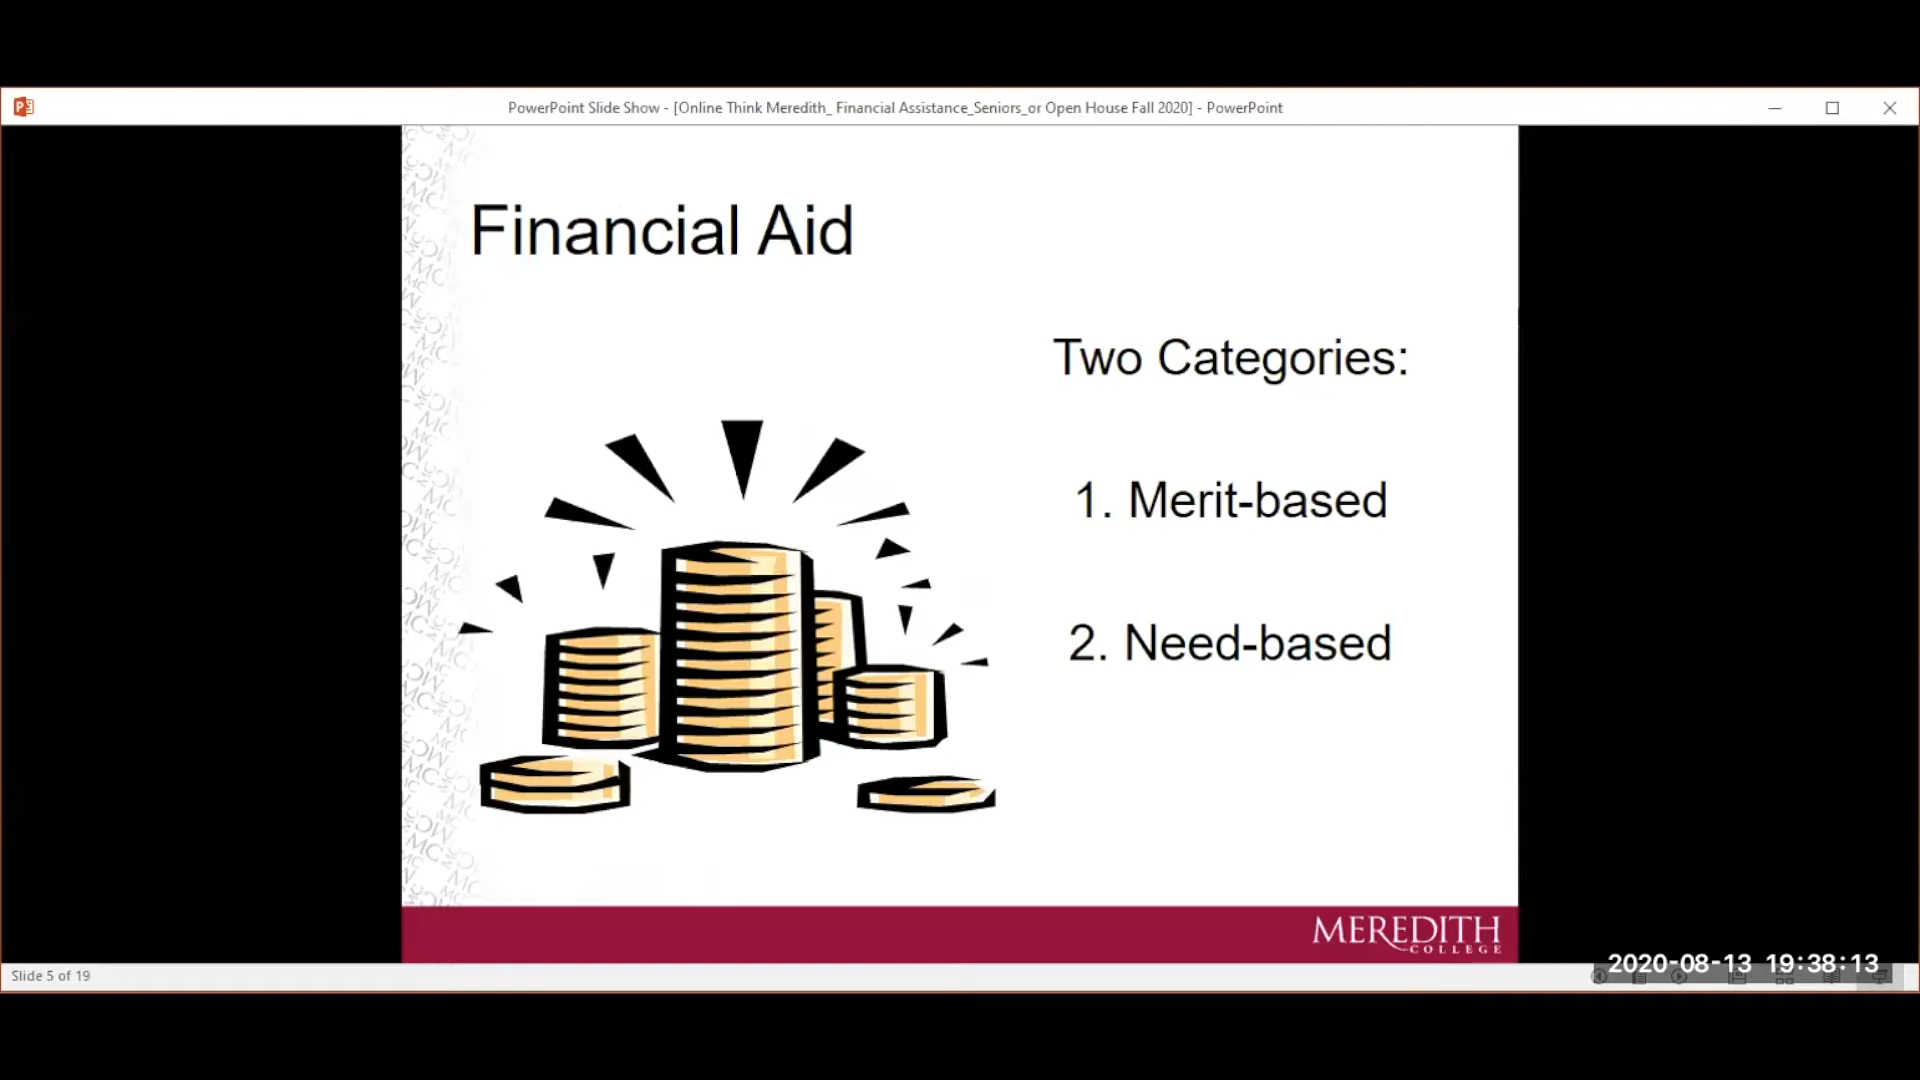 PowerPoint Slide Show - [Online Think Meredith_ Financial Assistance_Seniors_or Open House Fall 2020] - PowerPoint
Financial Aid
Two Categories:
1. Merit-based
2. Need-based
MEREDITH
COLLEGE
2020-08-13 19:38:13
Slide 5 of 19